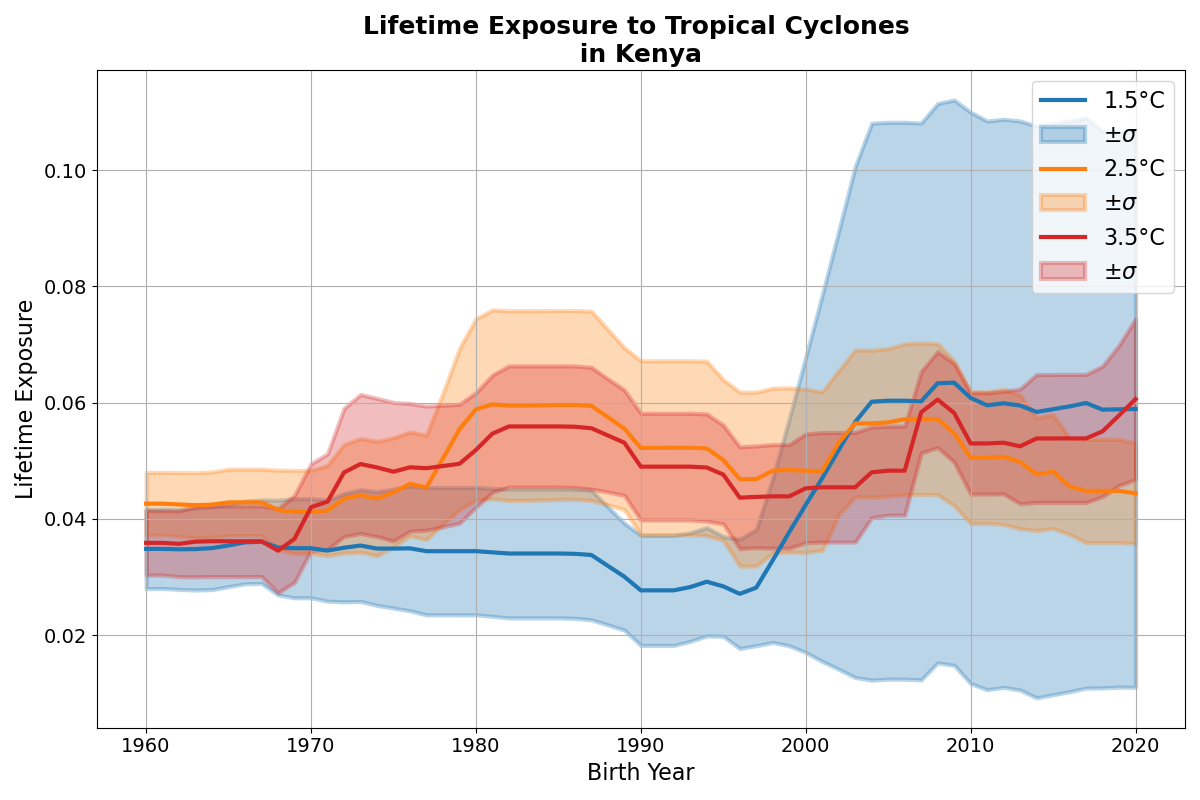 Lifetime Exposure to Tropical Cyclones
in Kenya
1.5°C
±σ
2.5°C
±σ
3.5°C
±σ
0.10
0.08
0.06
0.04
0.02
Lifetime Exposure
1960 1970 1980 1990 2000 2010 2020
Birth Year